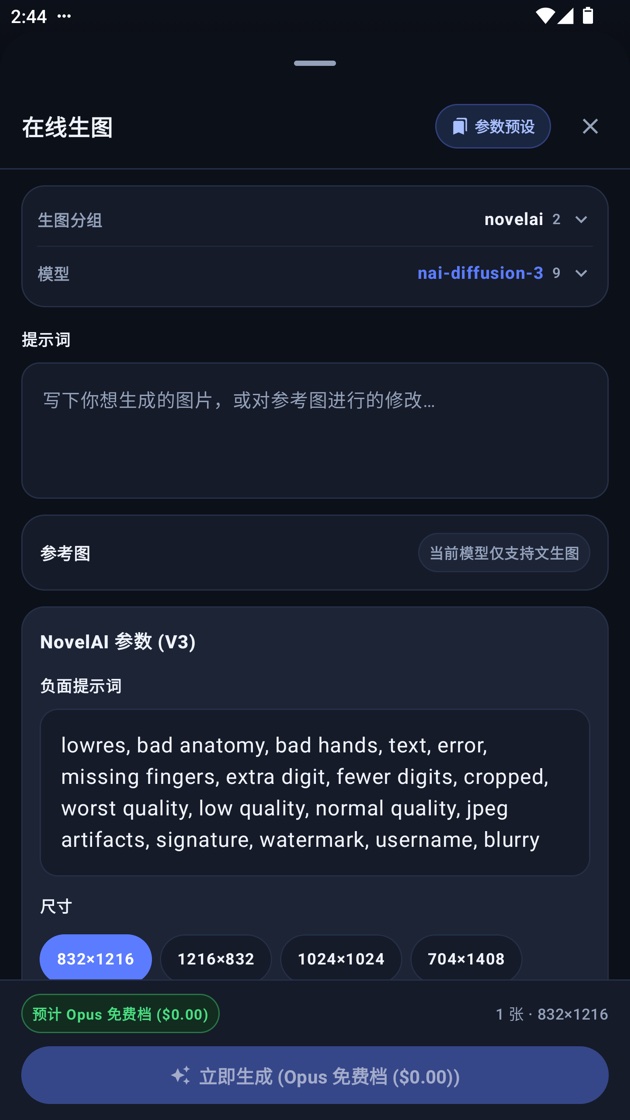 2:44
在线生图
参数预设
生图分组
novelai 2
模型
nai-diffusion-3 9
提示词
写下你想生成的图片，或对参考图进行的修改…
参考图
当前模型仅支持文生图
NovelAI 参数 (V3)
负面提示词
lowres, bad anatomy, bad hands, text, error,
missing fingers, extra digit, fewer digits, cropped,
worst quality, low quality, normal quality, jpeg
artifacts, signature, watermark, username, blurry
尺寸
832×1216 1216×832 1024×1024 704×1408
预计 Opus 免费档 ($0.00)
1 张 · 832×1216
立即生成 (Opus 免费档 ($0.00))